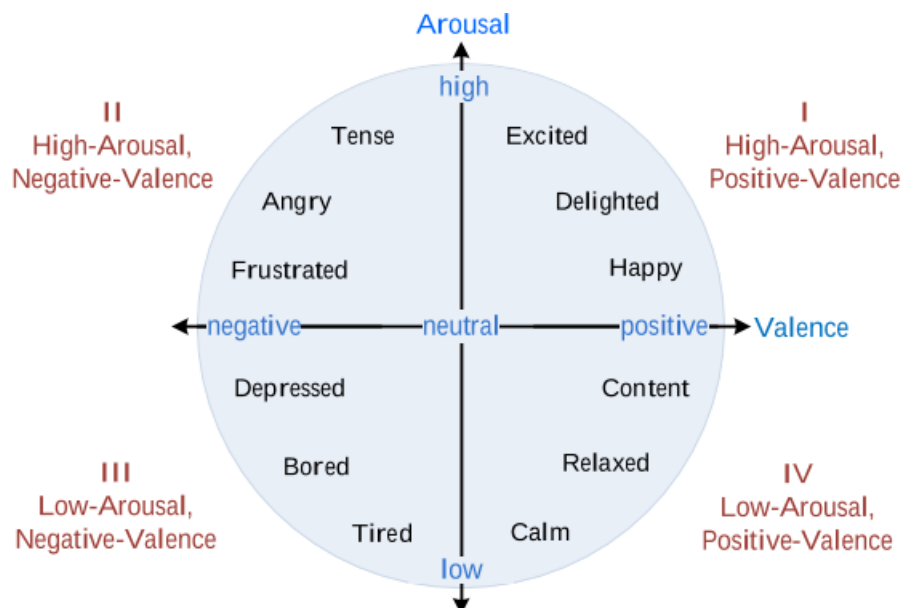 Arousal
high
II
High-Arousal,
Negative-Valence
I
High-Arousal,
Positive-Valence
Tense
Excited
Angry
Delighted
Frustrated
Happy
negative
neutral
positive
Valence
Depressed
Content
Bored
Relaxed
III
Low-Arousal,
Negative-Valence
IV
Low-Arousal,
Positive-Valence
Tired
Calm
low